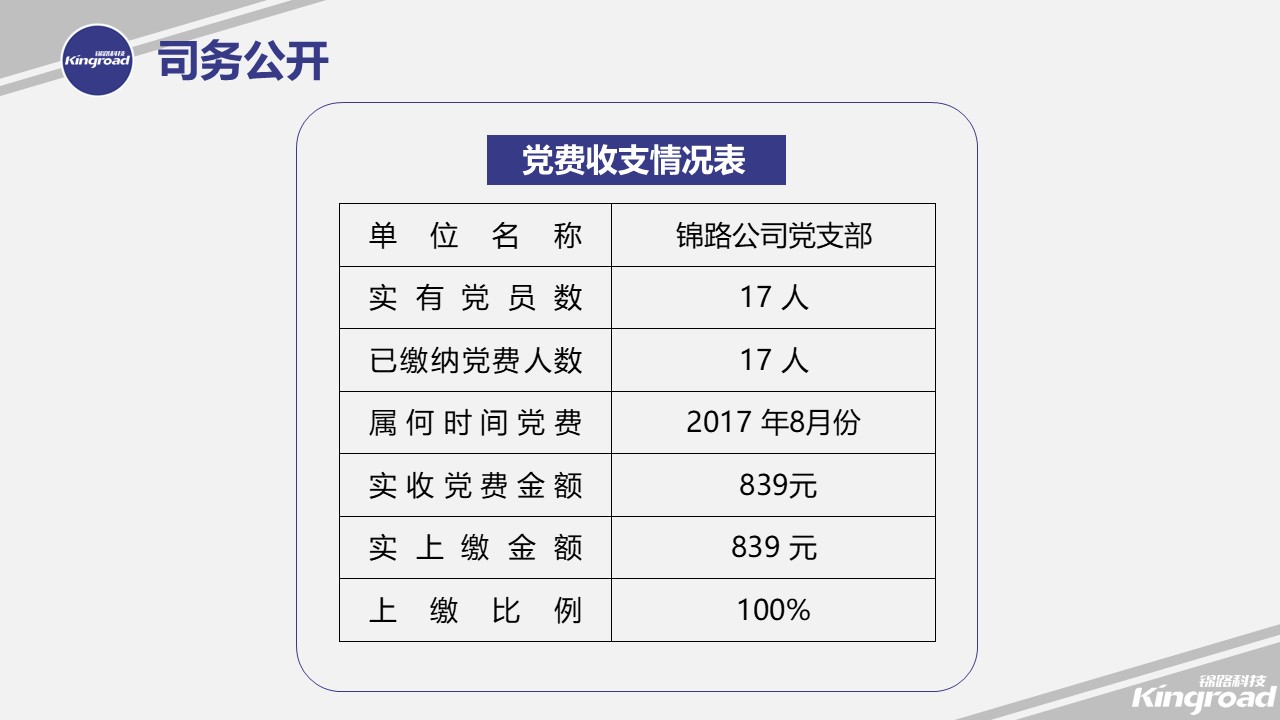 锦路科技
Kingroad
司务公开
党费收支情况表
单位名称 锦路公司党支部
实有党员数 17 人
已缴纳党费人数 17 人
属何时间党费 2017 年8月份
实收党费金额 839元
实上缴金额 839 元
上缴比例 100%
锦路科技
Kingroad